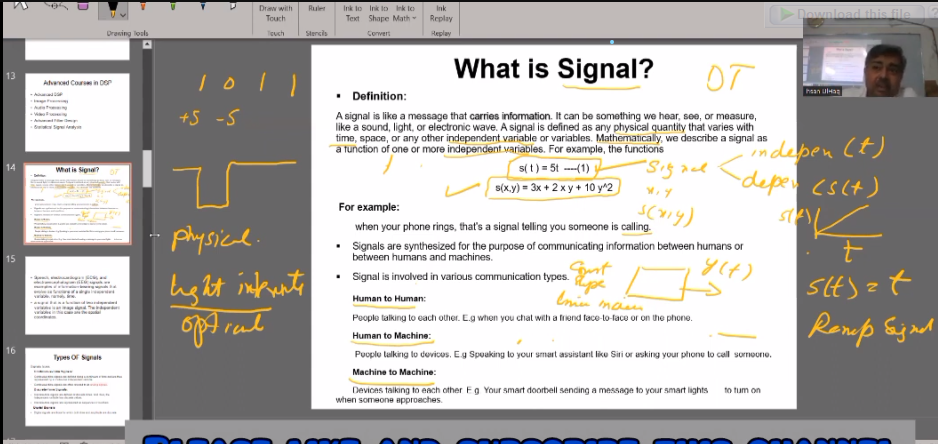 Draw with
Touch
Ruler
Ink to
Text
Ink to
Shape
Ink to
Math
Ink
Replay
Drawing Tools
Touch
Stencils
Convert
Replay
Download this file
13
Advanced Courses in DSP
Advanced DSP
Image Processing
Audio Processing
Video Processing
Advanced Filter Design
Statistical Signal Analysis
14
What is Signal?
15
16
Types Of Signals
1 0 1 1
+5 -5
physical.
light
optical
What is Signal?
DT
▪ Definition:
A signal is like a message that carries information. It can be something we hear, see, or measure,
like a sound, light, or electronic wave. A signal is defined as any physical quantity that varies with
time, space, or any other independent variable or variables. Mathematically, we describe a signal as
a function of one or more independent variables. For example, the functions
s( t ) = 5t ----(1)
s(x,y) = 3x + 2 x y + 10 y^2
Signal
indepen (t)
depen (s(t)
x, y
s(x,y)
For example:
when your phone rings, that's a signal telling you someone is calling.
▪ Signals are synthesized for the purpose of communicating information between humans or
between humans and machines.
▪ Signal is involved in various communication types.
y(t)
Human to Human:
People talking to each other. E.g when you chat with a friend face-to-face or on the phone.
Human to Machine:
People talking to devices. E.g Speaking to your smart assistant like Siri or asking your phone to call someone.
Machine to Machine:
Devices talking to each other E.g Your smart doorbell sending a message to your smart lights to turn on
when someone approaches.
s(t)
t
s(t) = t
Ramp Signal
PLEASE LIKE AND SUBSCRIBE THIS CHANNEL